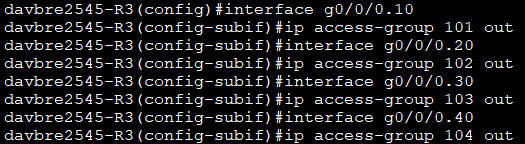 davbre2545-R3(config)#interface g0/0/0.10
davbre2545-R3(config-subif)#ip access-group 101 out
davbre2545-R3(config-subif)#interface g0/0/0.20
davbre2545-R3(config-subif)#ip access-group 102 out
davbre2545-R3(config-subif)#interface g0/0/0.30
davbre2545-R3(config-subif)#ip access-group 103 out
davbre2545-R3(config-subif)#interface g0/0/0.40
davbre2545-R3(config-subif)#ip access-group 104 out